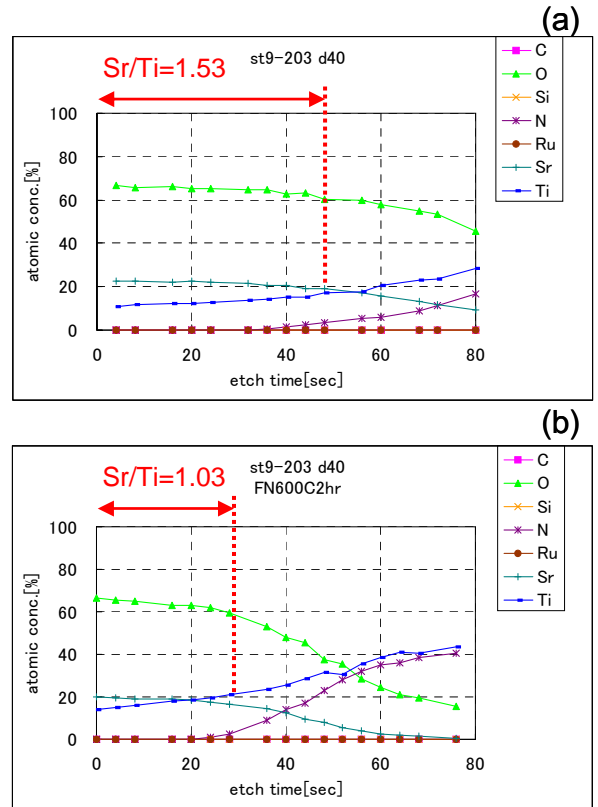 (a)
Sr/Ti=1.53
st9-203 d40
100
80
60
40
20
0
atomic conc.[%]
0 20 40 60 80
etch time[sec]
C
O
Si
N
Ru
Sr
Ti
(b)
Sr/Ti=1.03
st9-203 d40
FN600C2hr
100
80
60
40
20
0
atomic conc.[%]
0 20 40 60 80
etch time[sec]
C
O
Si
N
Ru
Sr
Ti